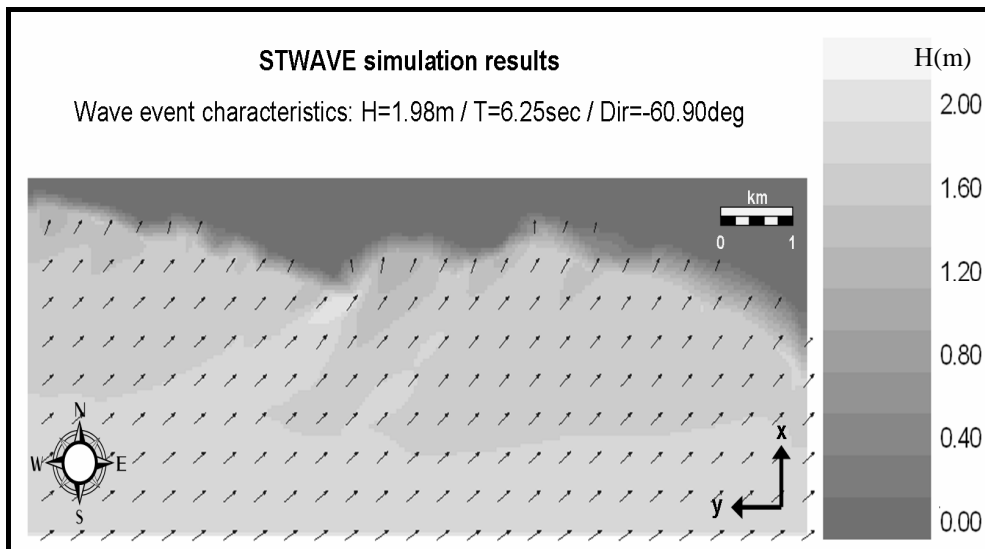 STWAVE simulation results
Wave event characteristics: H=1.98m / T=6.25sec / Dir=-60.90deg
H(m)
2.00
1.60
1.20
0.80
0.40
0.00
km
0 1
N
W E
S
x
y